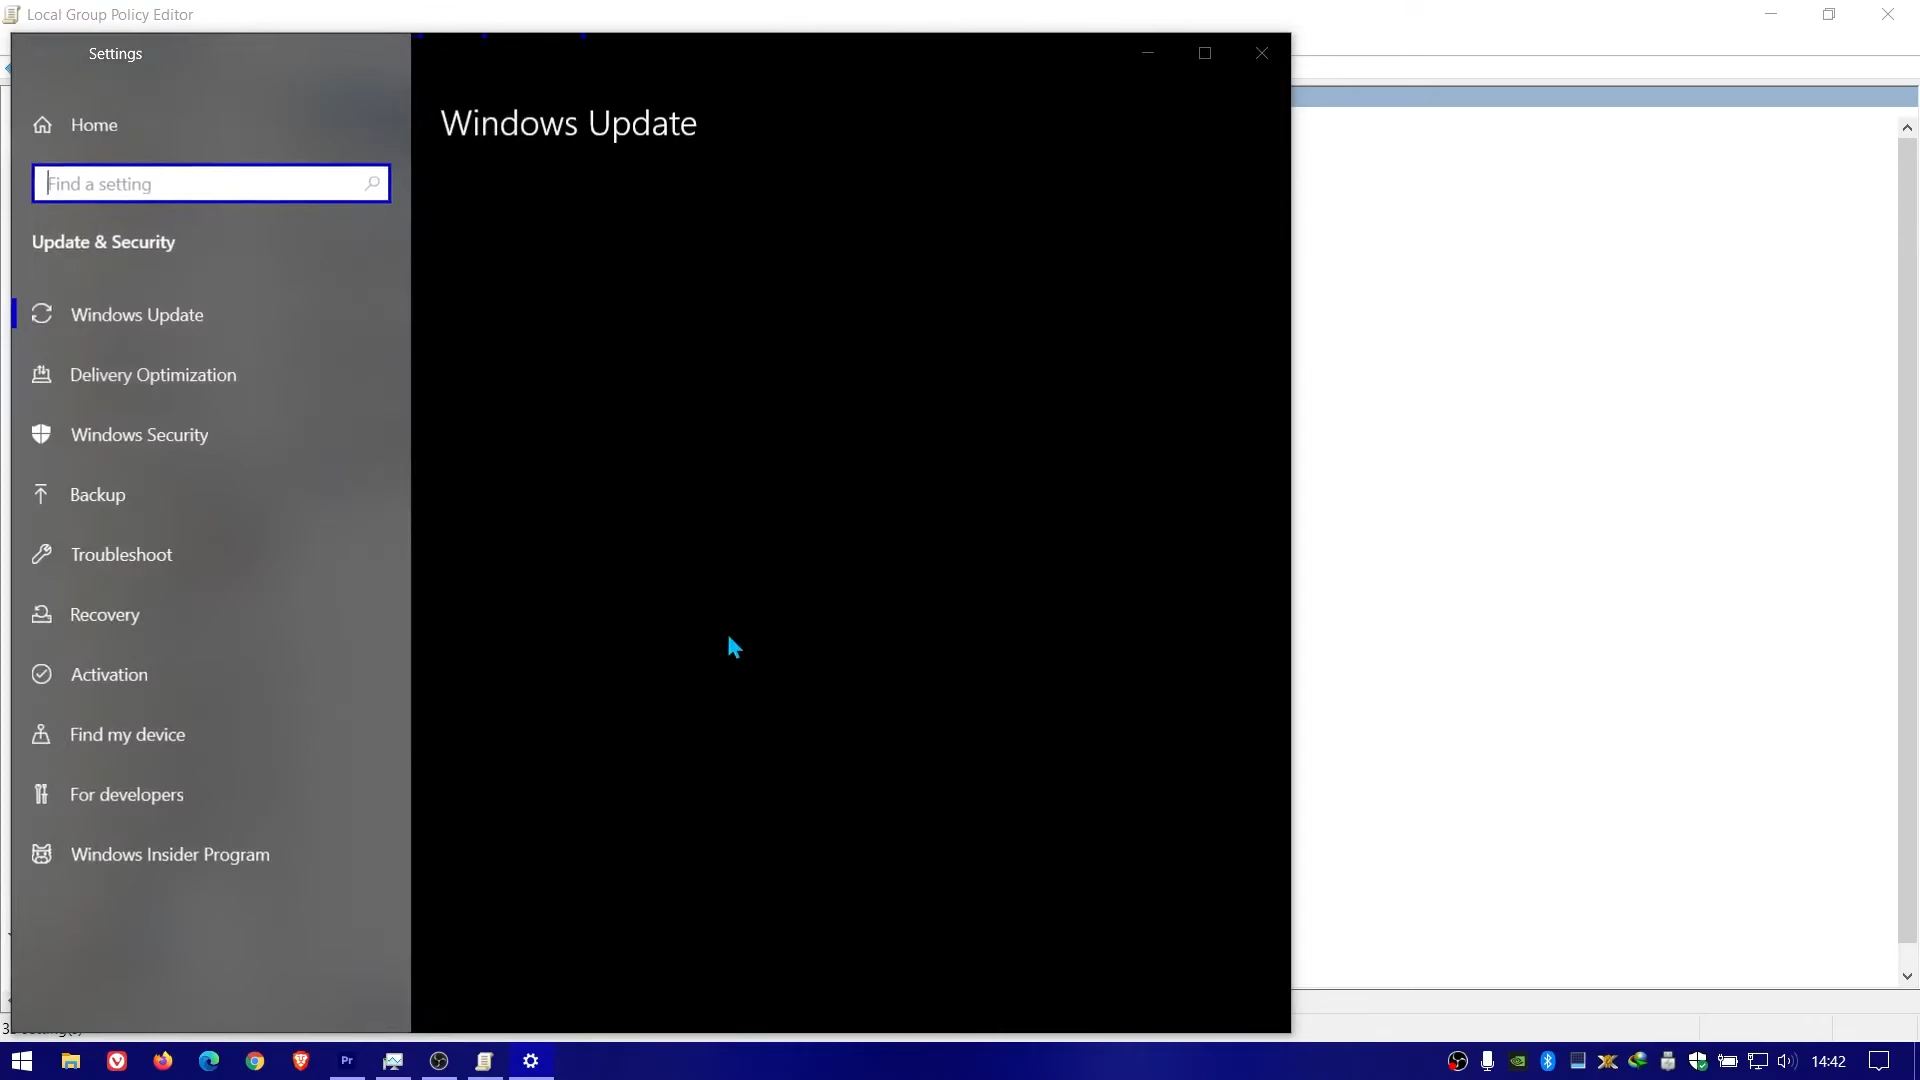 Local Group Policy Editor
Settings
Home
Find a setting
Update & Security
Windows Update
Delivery Optimization
Windows Security
Backup
Troubleshoot
Recovery
Activation
Find my device
For developers
Windows Insider Program
Windows Update
Pr
14:42